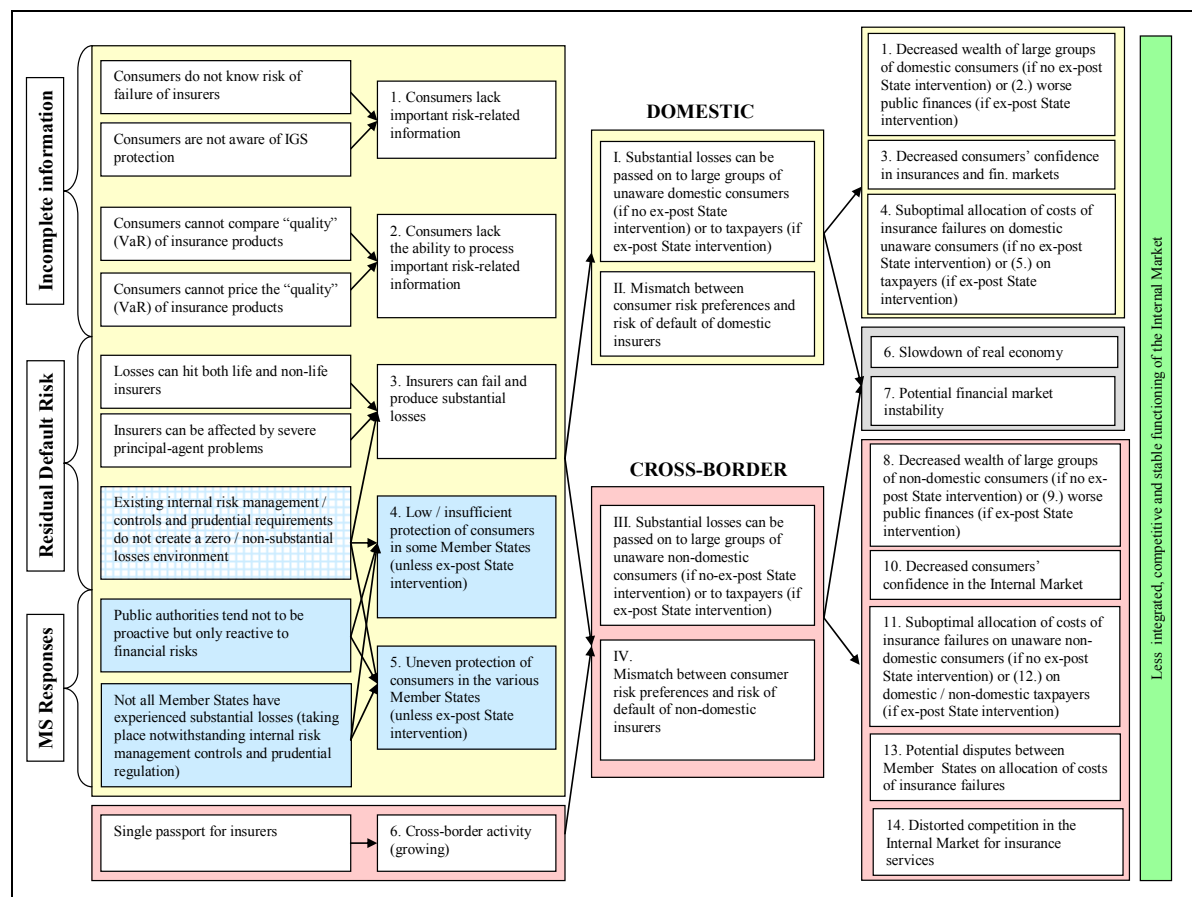 Incomplete information
Residual Default Risk
MS Responses
Consumers do not know risk of
failure of insurers
Consumers are not aware of IGS
protection
Consumers cannot compare “quality”
(VaR) of insurance products
Consumers cannot price the “quality”
(VaR) of insurance products
Losses can hit both life and non-life
insurers
Insurers can be affected by severe
principal-agent problems
Existing internal risk management /
controls and prudential requirements
do not create a zero / non-substantial
losses environment
Public authorities tend not to be
proactive but only reactive to
financial risks
Not all Member States have
experienced substantial losses (taking
place notwithstanding internal risk
management controls and prudential
regulation)
Single passport for insurers
1. Consumers lack
important risk-related
information
2. Consumers lack
the ability to process
important risk-related
information
3. Insurers can fail and
produce substantial
losses
4. Low / insufficient
protection of consumers
in some Member States
(unless ex-post State
intervention)
5. Uneven protection of
consumers in the various
Member States
(unless ex-post State
intervention)
6. Cross-border activity
(growing)
DOMESTIC
I. Substantial losses can be
passed on to large groups of
unaware domestic consumers
(if no ex-post State
intervention) or to taxpayers (if
ex-post State intervention)
II. Mismatch between
consumer risk preferences and
risk of default of domestic
insurers
CROSS-BORDER
III. Substantial losses can be
passed on to large groups of
unaware non-domestic
consumers (if no-ex-post State
intervention) or to taxpayers (if
ex-post State intervention)
IV.
Mismatch between consumer
risk preferences and risk of
default of non-domestic
insurers
1. Decreased wealth of large groups
of domestic consumers (if no ex-post
State intervention) or (2.) worse
public finances (if ex-post State
intervention)
3. Decreased consumers’ confidence
in insurances and fin. markets
4. Suboptimal allocation of costs of
insurance failures on domestic
unaware consumers (if no ex-post
State intervention) or (5.) on
taxpayers (if ex-post State
intervention)
6. Slowdown of real economy
7. Potential financial market
instability
8. Decreased wealth of large groups
of non-domestic consumers (if no ex-
post State intervention) or (9.) worse
public finances (if ex-post State
intervention)
10. Decreased consumers’
confidence in the Internal Market
11. Suboptimal allocation of costs of
insurance failures on unaware non-
domestic consumers (if no ex-post
State intervention) or (12.) on
domestic / non-domestic taxpayers
(if ex-post State intervention)
13. Potential disputes between
Member States on allocation of costs
of insurance failures
14. Distorted competition in the
Internal Market for insurance
services
Less integrated, competitive and stable functioning of the Internal Market